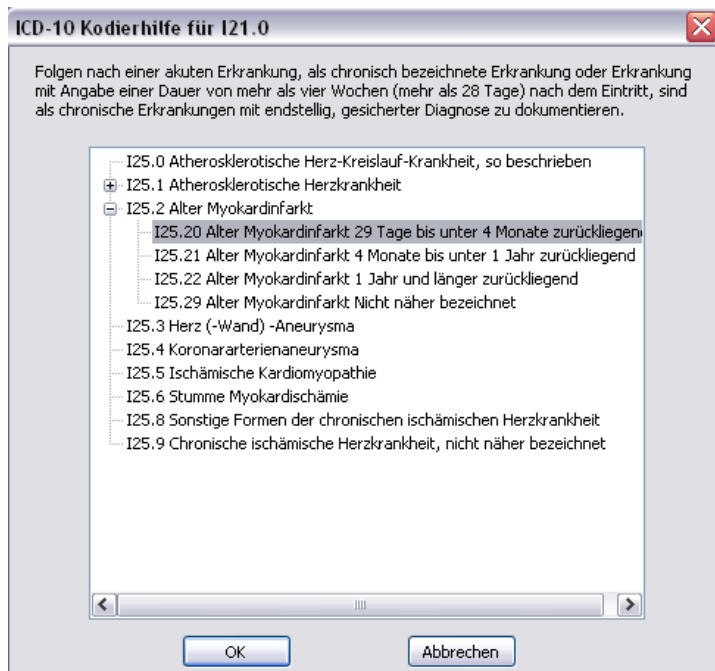 ICD-10 Kodierhilfe für I21.0
Folgen nach einer akuten Erkrankung, als chronisch bezeichnete Erkrankung oder Erkrankung
mit Angabe einer Dauer von mehr als vier Wochen (mehr als 28 Tage) nach dem Eintritt, sind
als chronische Erkrankungen mit endstellig, gesicherter Diagnose zu dokumentieren.
I25.0 Atherosklerotische Herz-Kreislauf-Krankheit, so beschrieben
I25.1 Atherosklerotische Herzkrankheit
I25.2 Alter Myokardinfarkt
I25.20 Alter Myokardinfarkt 29 Tage bis unter 4 Monate zurückliegen
I25.21 Alter Myokardinfarkt 4 Monate bis unter 1 Jahr zurückliegend
I25.22 Alter Myokardinfarkt 1 Jahr und länger zurückliegend
I25.29 Alter Myokardinfarkt Nicht näher bezeichnet
I25.3 Herz (-Wand) -Aneurysma
I25.4 Koronararterienaneurysma
I25.5 Ischämische Kardiomyopathie
I25.6 Stumme Myokardischämie
I25.8 Sonstige Formen der chronischen ischämischen Herzkrankheit
I25.9 Chronische ischämische Herzkrankheit, nicht näher bezeichnet
OK
Abbrechen